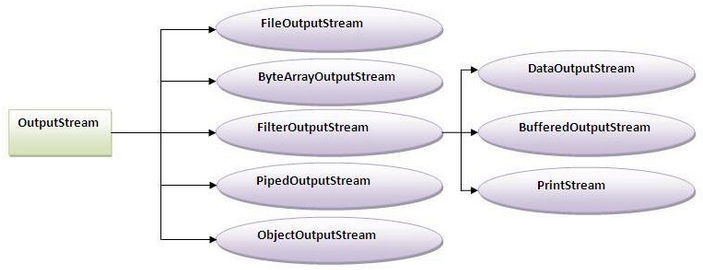 OutputStream
FileOutputStream
ByteArrayOutputStream
FilterOutputStream
PipedOutputStream
ObjectOutputStream
DataOutputStream
BufferedOutputStream
PrintStream